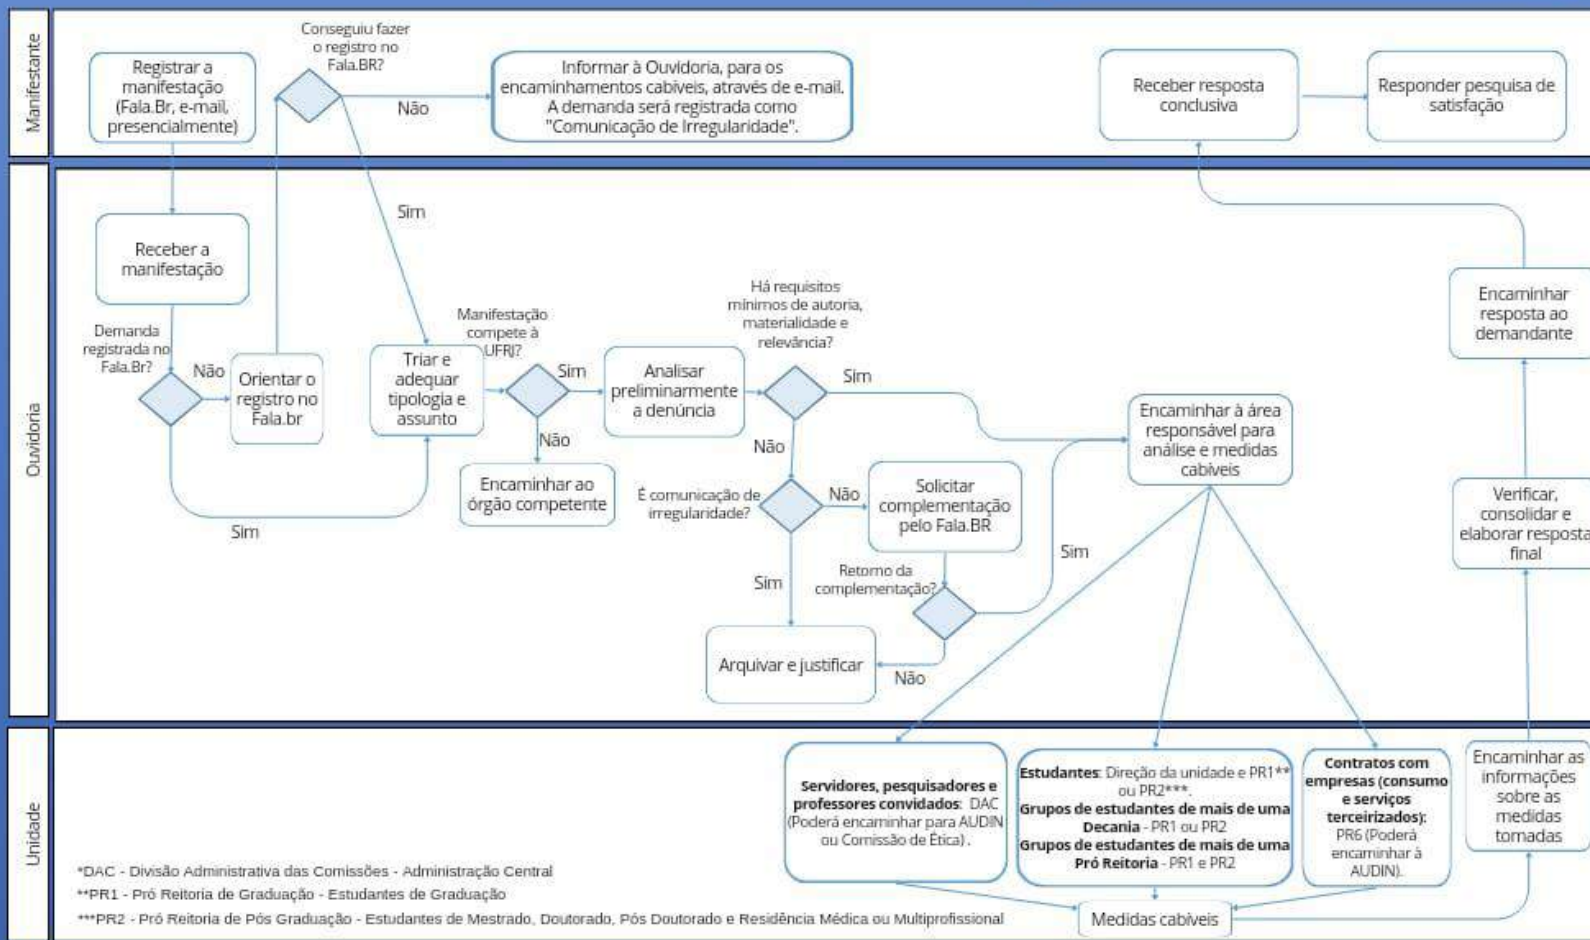 Manifestante
Registrar a
manifestação
(Fala.Br, e-mail,
presencialmente)
Conseguiu fazer
o registro no
Fala.BR?
Não
Informar à Ouvidoria, para os
encaminhamentos cabíveis, através de e-mail.
A demanda será registrada como
"Comunicação de Irregularidade".
Receber resposta
conclusiva
Responder pesquisa de
satisfação
Ouvidoria
Sim
Receber a
manifestação
Demanda
registrada no
Fala.Br?
Não
Orientar o
registro no
Fala.br
Sim
Triar e
adequar
tipologia e
assunto
Manifestação
compete à
UFRJ?
Sim
Não
Encaminhar ao
órgão competente
Analisar
preliminarmente
a denúncia
Há requisitos
mínimos de autoria,
materialidade e
relevância?
Sim
Não
É comunicação de
irregularidade?
Não
Sim
Solicitar
complementação
pelo Fala.BR
Retorno da
complementação?
Sim
Não
Arquivar e justificar
Encaminhar à área
responsável para
análise e medidas
cabíveis
Encaminhar
resposta ao
demandante
Verificar,
consolidar e
elaborar resposta
final
Unidade
Servidores, pesquisadores e
professores convidados: DAC
(Poderá encaminhar para AUDIN
ou Comissão de Ética) .
Estudantes: Direção da unidade e PR1**
ou PR2***.
Grupos de estudantes de mais de uma
Decania - PR1 ou PR2
Grupos de estudantes de mais de uma
Pró Reitoria - PR1 e PR2
Contratos com
empresas (consumo
e serviços
terceirizados):
PR6 (Poderá
encaminhar à
AUDIN).
Encaminhar as
informações
sobre as
medidas
tomadas
Medidas cabíveis
*DAC - Divisão Administrativa das Comissões - Administração Central
**PR1 - Pró Reitoria de Graduação - Estudantes de Graduação
***PR2 - Pró Reitoria de Pós Graduação - Estudantes de Mestrado, Doutorado, Pós Doutorado e Residência Médica ou Multiprofissional